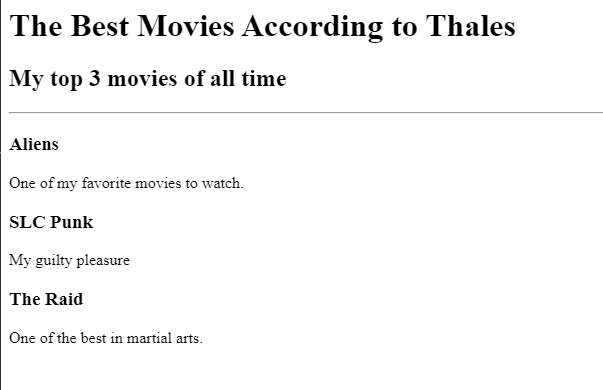 The Best Movies According to Thales
My top 3 movies of all time
Aliens
One of my favorite movies to watch.
SLC Punk
My guilty pleasure
The Raid
One of the best in martial arts.